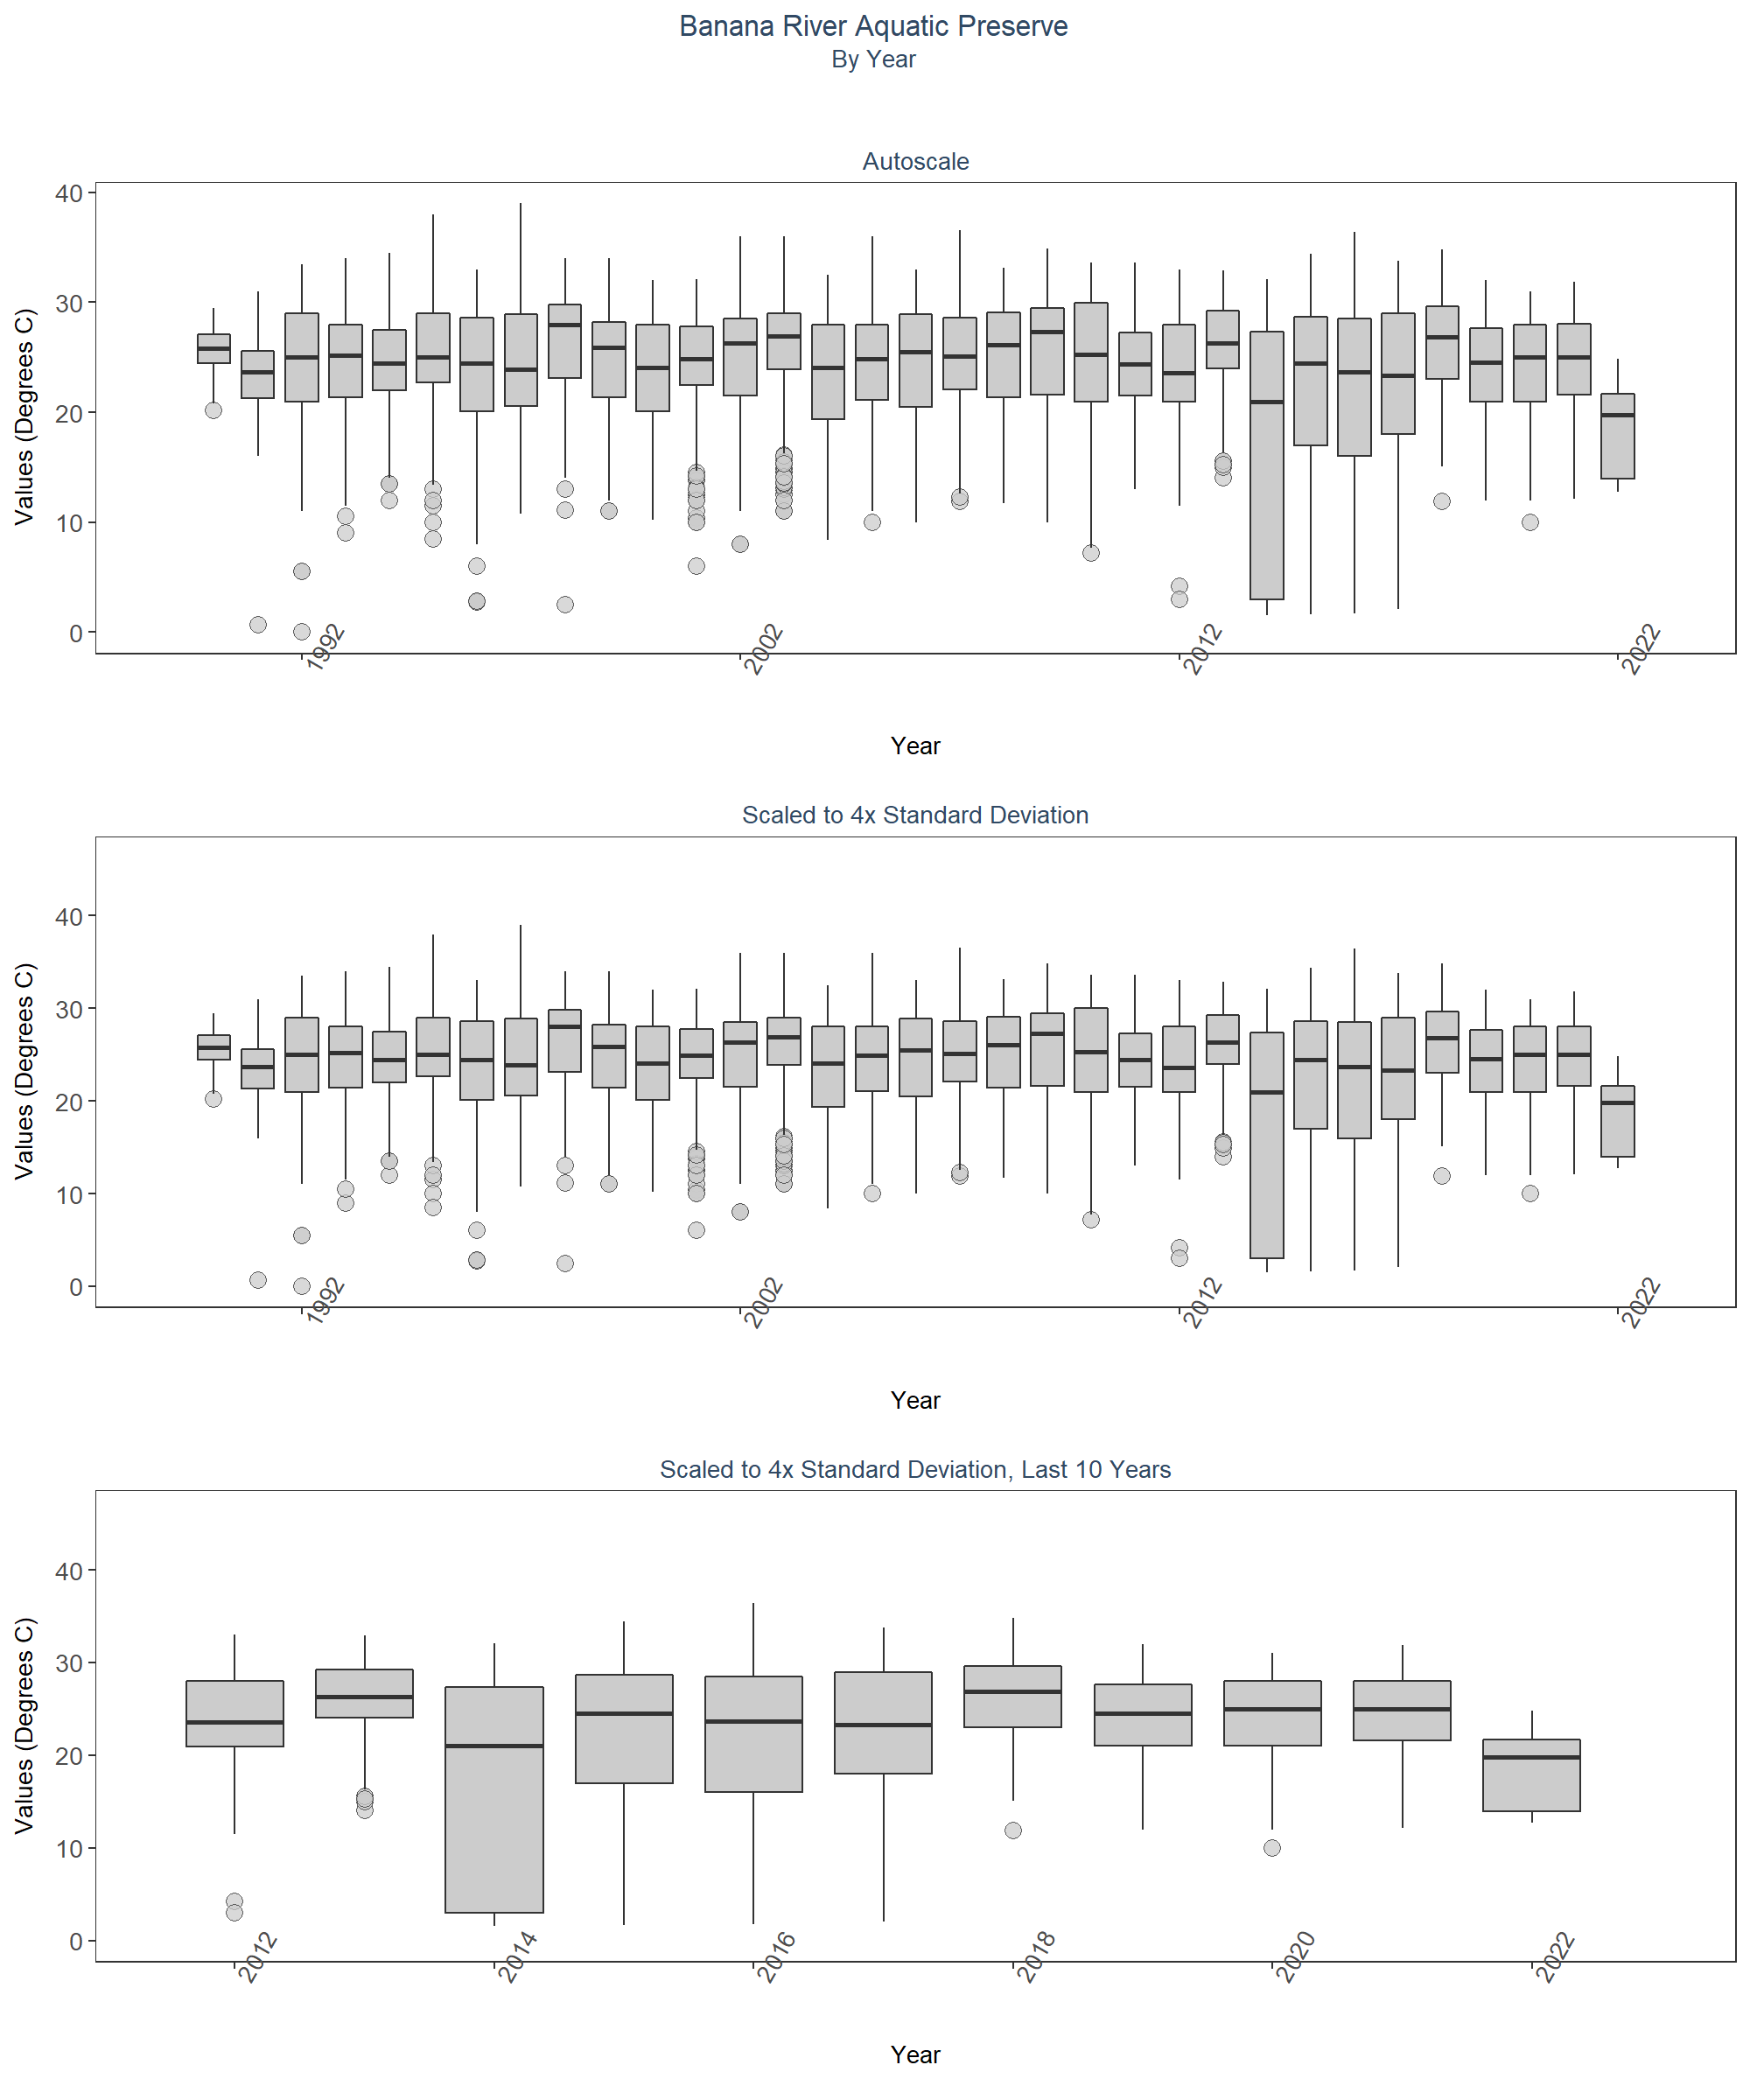 Banana River Aquatic Preserve
By Year
Autoscale
Values (Degrees C)
40
30
20
10
0
1992
2002
2012
2022
Year
Scaled to 4x Standard Deviation
Values (Degrees C)
40
30
20
10
0
1992
2002
2012
2022
Year
Scaled to 4x Standard Deviation, Last 10 Years
Values (Degrees C)
40
30
20
10
0
2012
2014
2016
2018
2020
2022
Year